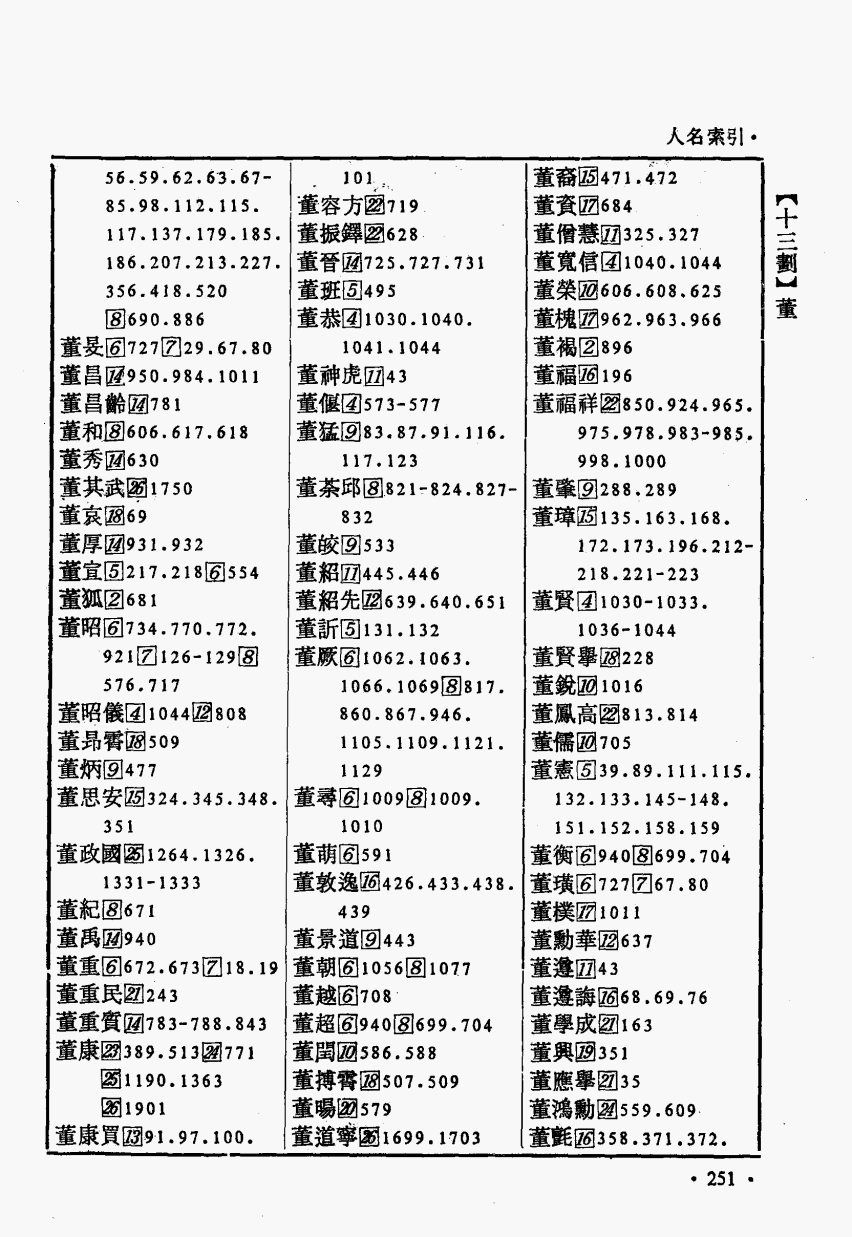 人名索引·
56.59.62.63.67-
85.98.112.115.
117.137.179.185.
186.207.213.227.
356.418.520
[8]690.886
董旻[6]727[7]29.67.80
董昌[14]950.984.1011
董昌齡[14]781
董和[8]606.617.618
董秀[14]630
董其武[26]1750
董哀[18]69
董厚[14]931.932
董宣[5]217.218[6]554
董狐[2]681
董昭[6]734.770.772.
921[7]126-129[8]
576.717
董昭儀[4]1044[12]808
董昂霄[18]509
董炳[9]477
董思安[15]324.345.348.
351
董政國[25]1264.1326.
1331-1333
董紀[8]671
董禹[14]940
董重[6]672.673[7]18.19
董重民[21]243
董重質[14]783-788.843
董康[23]389.513[24]771
[25]1190.1363
[26]1901
董康買[13]91.97.100.
101
董容方[22]719
董振鐸[22]628
董晉[14]725.727.731
董班[5]495
董恭[4]1030.1040.
1041.1044
董神虎[11]43
董偃[4]573-577
董猛[9]83.87.91.116.
117.123
董荼邱[8]821-824.827-
832
董皎[9]533
董紹[11]445.446
董紹先[12]639.640.651
董訢[5]131.132
董厥[6]1062.1063.
1066.1069[8]817.
860.867.946.
1105.1109.1121.
1129
董尋[6]1009[8]1009.
1010
董萌[6]591
董敦逸[16]426.433.438.
439
董景道[9]443
董朝[6]1056[8]1077
董越[6]708
董超[6]940[8]699.704
董閏[10]586.588
董摶霄[18]507.509
董暘[20]579
董道寧[26]1699.1703
董裔[15]471.472
董資[17]684
董僧慧[11]325.327
董寬信[4]1040.1044
董榮[10]606.608.625
董槐[17]962.963.966
董褐[2]896
董福[16]196
董福祥[22]850.924.965.
975.978.983-985.
998.1000
董肇[9]288.289
董璋[15]135.163.168.
172.173.196.212-
218.221-223
董賢[4]1030-1033.
1036-1044
董賢舉[18]228
董銳[10]1016
董鳳高[22]813.814
董儒[10]705
董憲[5]39.89.111.115.
132.133.145-148.
151.152.158.159
董衡[6]940[8]699.704
董璜[6]727[7]67.80
董樸[17]1011
董勳華[12]637
董遵[11]43
董遵誨[16]68.69.76
董學成[21]163
董興[19]351
董應舉[21]35
董鴻勳[24]559.609
董氈[16]358.371.372.
【十三劃】董
·251·